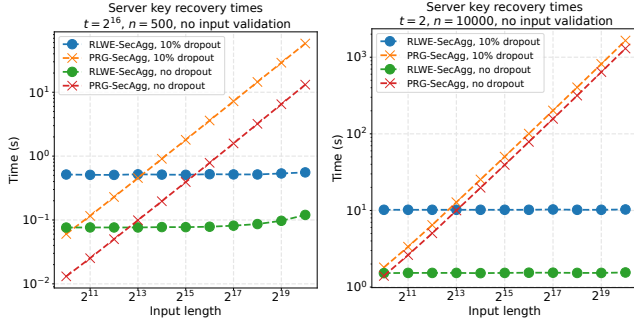 Server key recovery times
t = 2^16, n = 500, no input validation
RLWE-SecAgg, 10% dropout
PRG-SecAgg, 10% dropout
RLWE-SecAgg, no dropout
PRG-SecAgg, no dropout
Time (s)
10^1
10^0
10^−1
10^−2
2^11
2^13
2^15
2^17
2^19
Input length
Server key recovery times
t = 2, n = 10000, no input validation
RLWE-SecAgg, 10% dropout
PRG-SecAgg, 10% dropout
RLWE-SecAgg, no dropout
PRG-SecAgg, no dropout
Time (s)
10^3
10^2
10^1
10^0
2^11
2^13
2^15
2^17
2^19
Input length